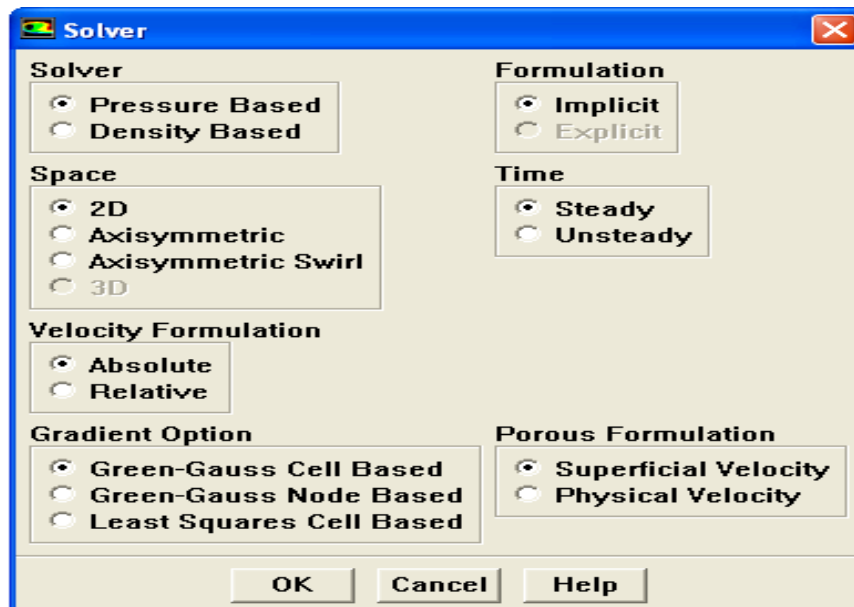 Solver
Solver
Pressure Based
Density Based
Formulation
Implicit
Explicit
Space
2D
Axisymmetric
Axisymmetric Swirl
3D
Time
Steady
Unsteady
Velocity Formulation
Absolute
Relative
Gradient Option
Green-Gauss Cell Based
Green-Gauss Node Based
Least Squares Cell Based
Porous Formulation
Superficial Velocity
Physical Velocity
OK Cancel Help